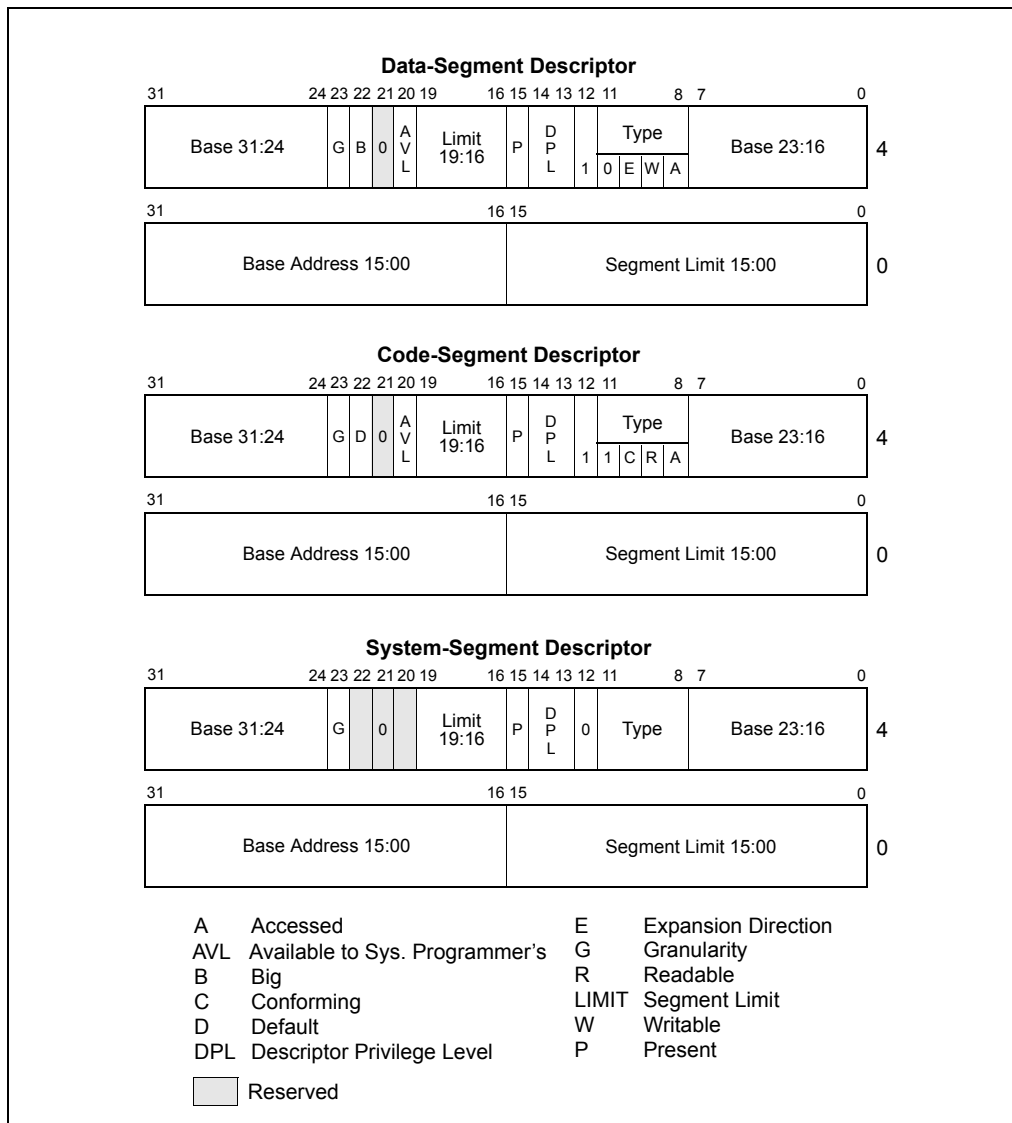 Data-Segment Descriptor
31 24 23 22 21 20 19 16 15 14 13 12 11 8 7 0
Base 31:24 G B 0 AVL Limit 19:16 P DPL 1 Type 0 E W A Base 23:16 4
31 16 15 0
Base Address 15:00 Segment Limit 15:00 0
Code-Segment Descriptor
31 24 23 22 21 20 19 16 15 14 13 12 11 8 7 0
Base 31:24 G D 0 AVL Limit 19:16 P DPL 1 Type 1 C R A Base 23:16 4
31 16 15 0
Base Address 15:00 Segment Limit 15:00 0
System-Segment Descriptor
31 24 23 22 21 20 19 16 15 14 13 12 11 8 7 0
Base 31:24 G 0 Limit 19:16 P DPL 0 Type Base 23:16 4
31 16 15 0
Base Address 15:00 Segment Limit 15:00 0
A Accessed
AVL Available to Sys. Programmer’s
B Big
C Conforming
D Default
DPL Descriptor Privilege Level
Reserved
E Expansion Direction
G Granularity
R Readable
LIMIT Segment Limit
W Writable
P Present